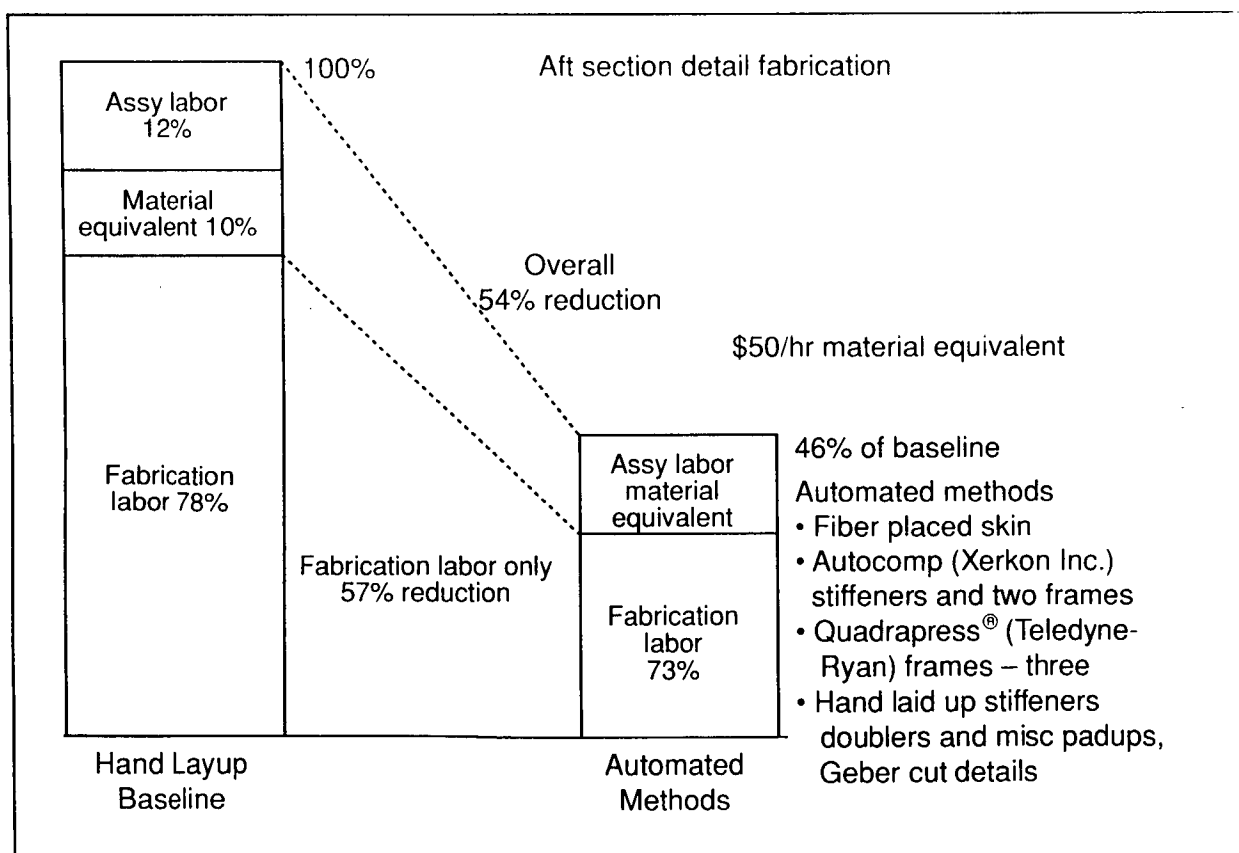 Aft section detail fabrication
100%
Assy labor
12%
Material
equivalent 10%
Fabrication
labor 78%
Overall
54% reduction
$50/hr material equivalent
Fabrication labor only
57% reduction
Assy labor
material
equivalent
Fabrication
labor
73%
46% of baseline
Automated methods
• Fiber placed skin
• Autocomp (Xerkon Inc.)
stiffeners and two frames
• Quadrapress® (Teledyne-
Ryan) frames – three
• Hand laid up stiffeners
doublers and misc padups,
Geber cut details
Hand Layup
Baseline
Automated
Methods